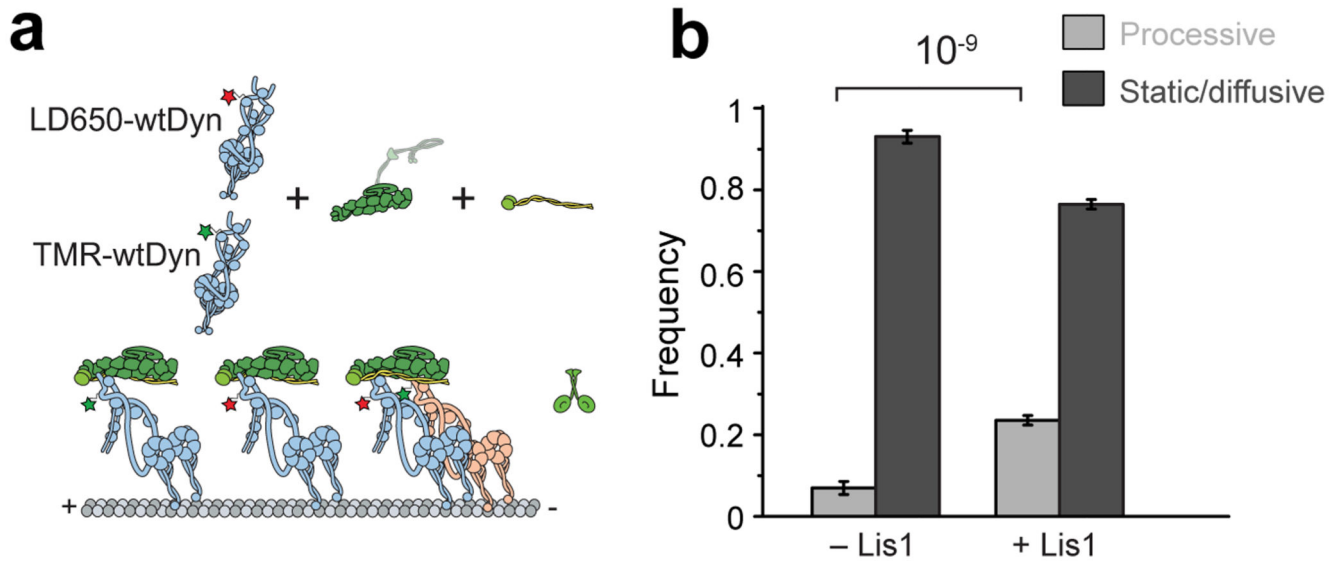 a
LD650-wtDyn
+
+
TMR-wtDyn
+
-
b
10-9
Processive
Static/diffusive
Frequency
1
0.8
0.6
0.4
0.2
0
– Lis1
+ Lis1